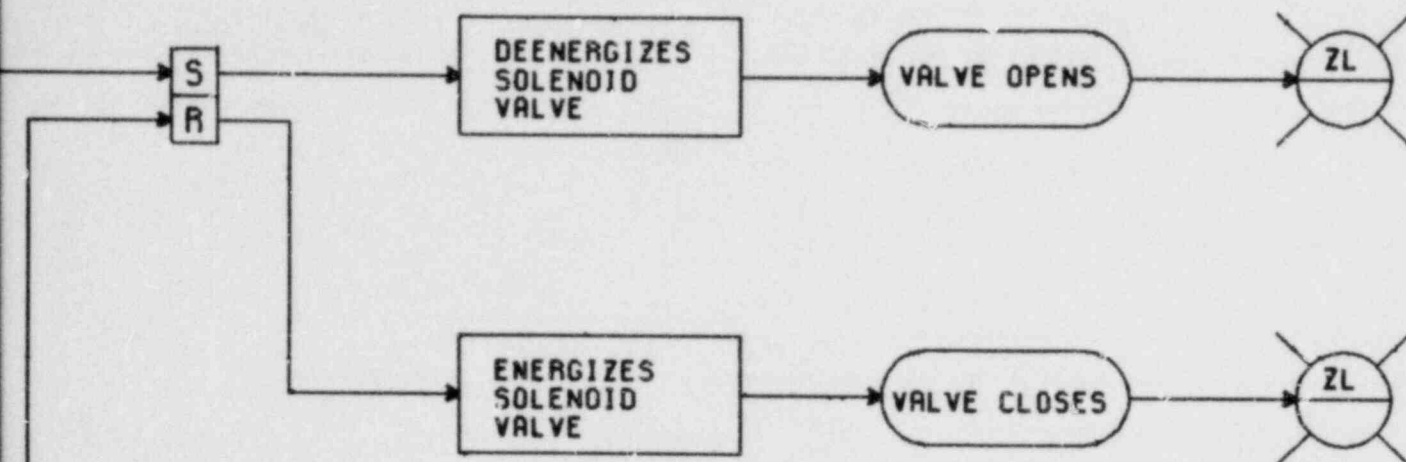 S
R
DEENERGIZES
SOLENOID
VALVE
VALVE OPENS
ZL
ENERGIZES
SOLENOID
VALVE
VALVE CLOSES
ZL